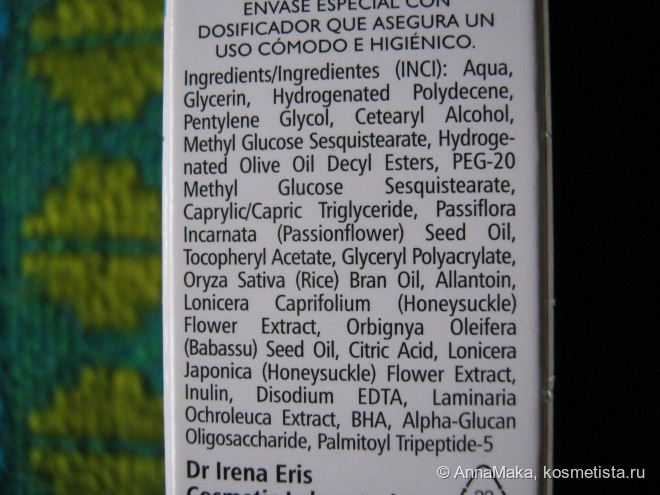 ENVASE ESPECIAL CON
DOSIFICADOR QUE ASEGURA UN
USO CÓMODO E HIGIÉNICO.
Ingredients/Ingredientes (INCI): Aqua,
Glycerin, Hydrogenated Polydecene,
Pentylene Glycol, Cetearyl Alcohol,
Methyl Glucose Sesquistearate, Hydroge-
nated Olive Oil Decyl Esters, PEG-20
Methyl Glucose Sesquistearate,
Caprylic/Capric Triglyceride, Passiflora
Incarnata (Passionflower) Seed Oil,
Tocopheryl Acetate, Glyceryl Polyacrylate,
Oryza Sativa (Rice) Bran Oil, Allantoin,
Lonicera Caprifolium (Honeysuckle)
Flower Extract, Orbignya Oleifera
(Babassu) Seed Oil, Citric Acid, Lonicera
Japonica (Honeysuckle) Flower Extract,
Inulin, Disodium EDTA, Laminaria
Ochroleuca Extract, BHA, Alpha-Glucan
Oligosaccharide, Palmitoyl Tripeptide-5
Dr Irena Eris
© AnnaMaka, kosmetista.ru